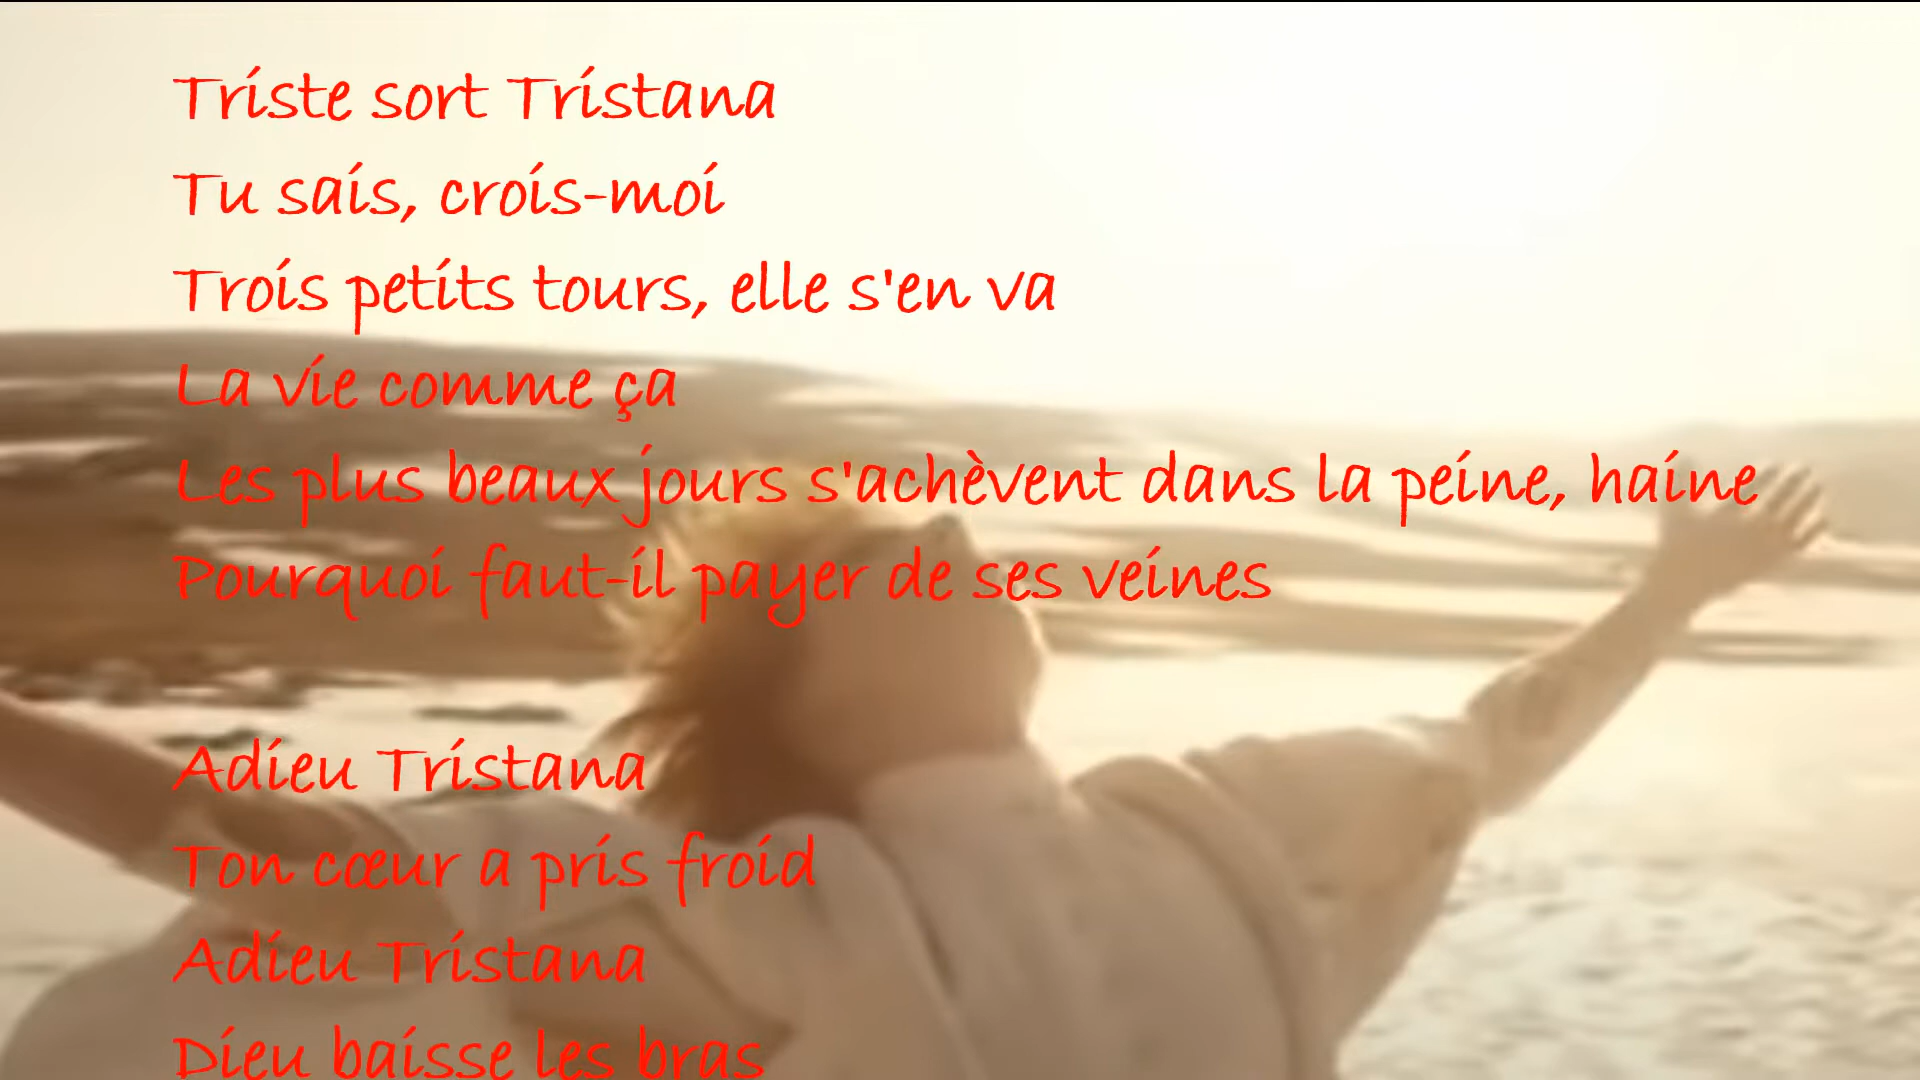 Triste sort Tristana
Tu sais, crois-moi
Trois petits tours, elle s'en va
La vie comme ça
Les plus beaux jours s'achèvent dans la peine, haine
Pourquoi faut-il payer de ses veines
Adieu Tristana
Ton cœur a pris froid
Adieu Tristana
Dieu baisse les bras